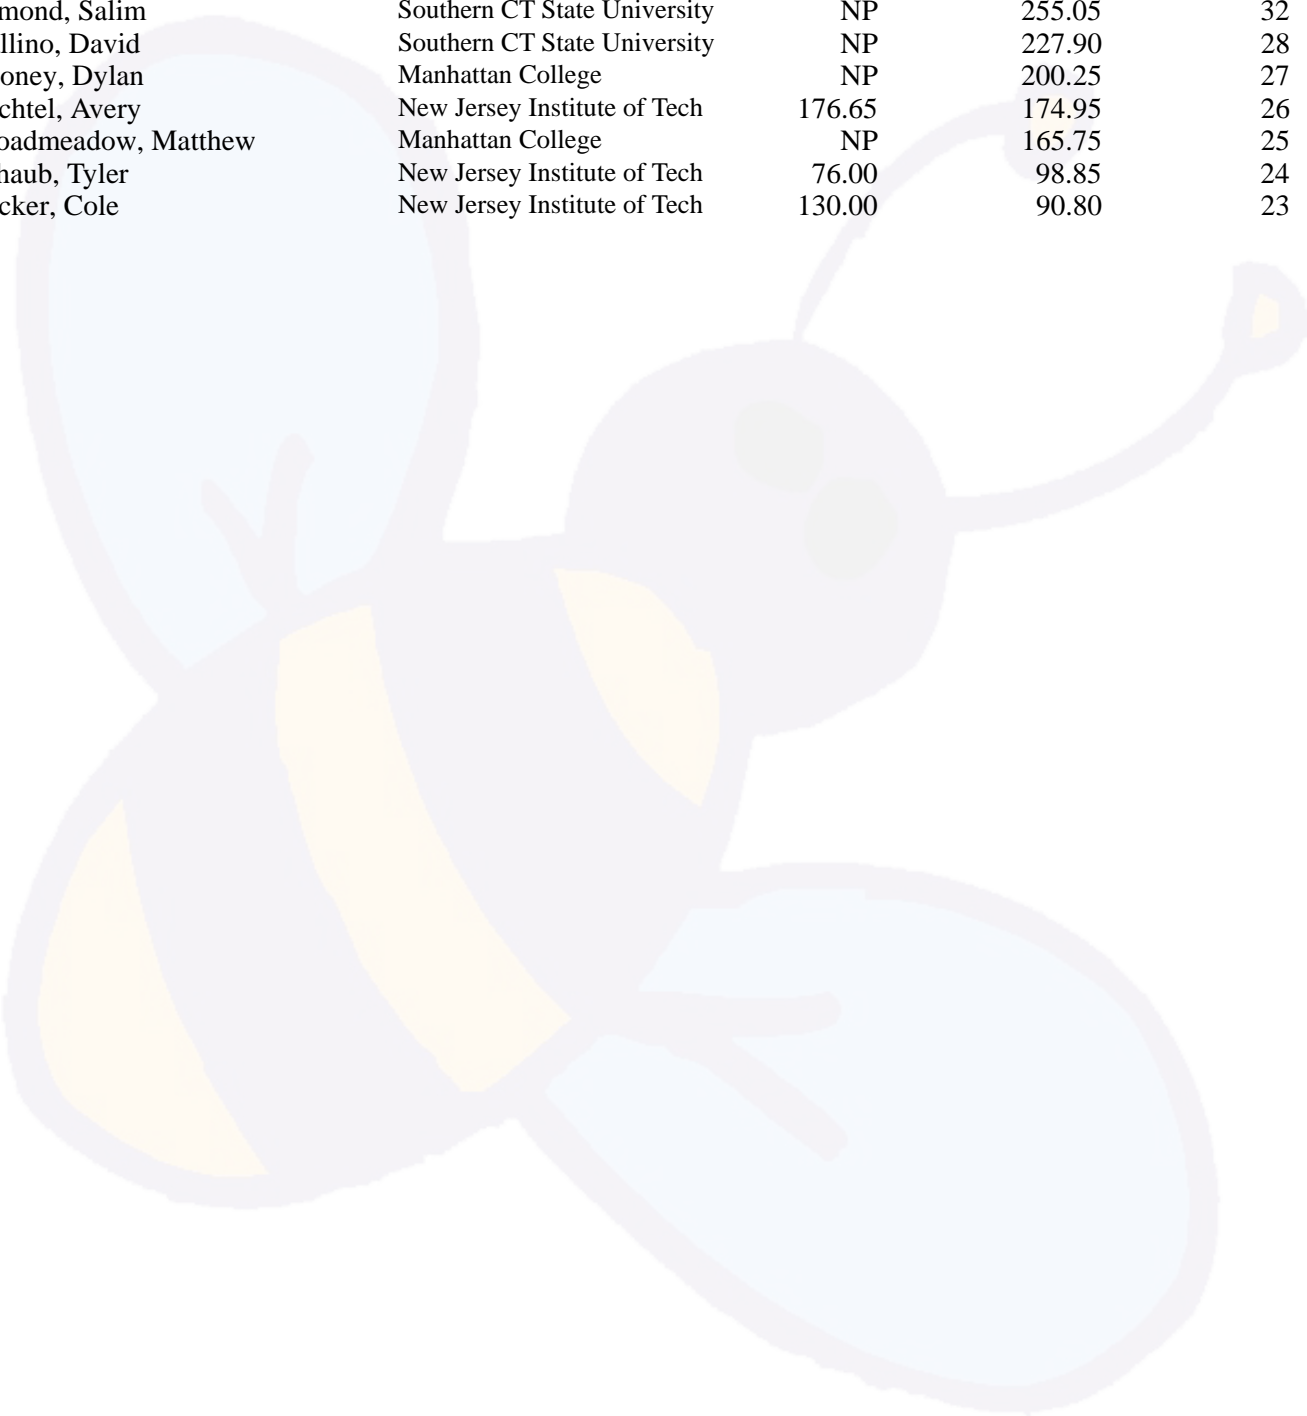 mond, Salim Southern CT State University NP 255.05 32
llino, David Southern CT State University NP 227.90 28
oney, Dylan Manhattan College NP 200.25 27
chtel, Avery New Jersey Institute of Tech 176.65 174.95 26
oadmeadow, Matthew Manhattan College NP 165.75 25
haub, Tyler New Jersey Institute of Tech 76.00 98.85 24
cker, Cole New Jersey Institute of Tech 130.00 90.80 23